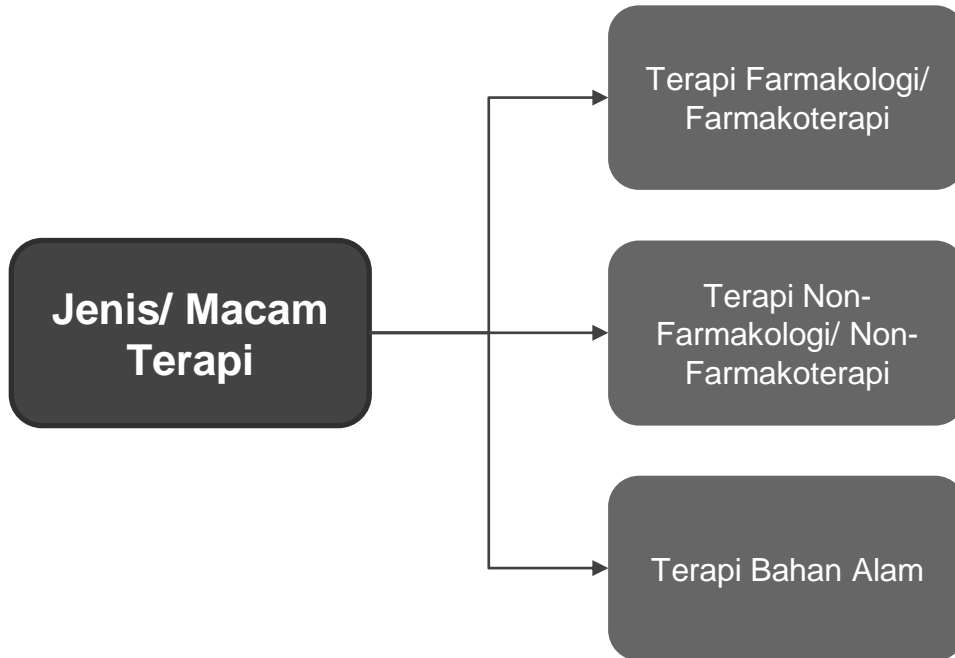 Jenis/ Macam
Terapi
Terapi Farmakologi/
Farmakoterapi
Terapi Non-
Farmakologi/ Non-
Farmakoterapi
Terapi Bahan Alam